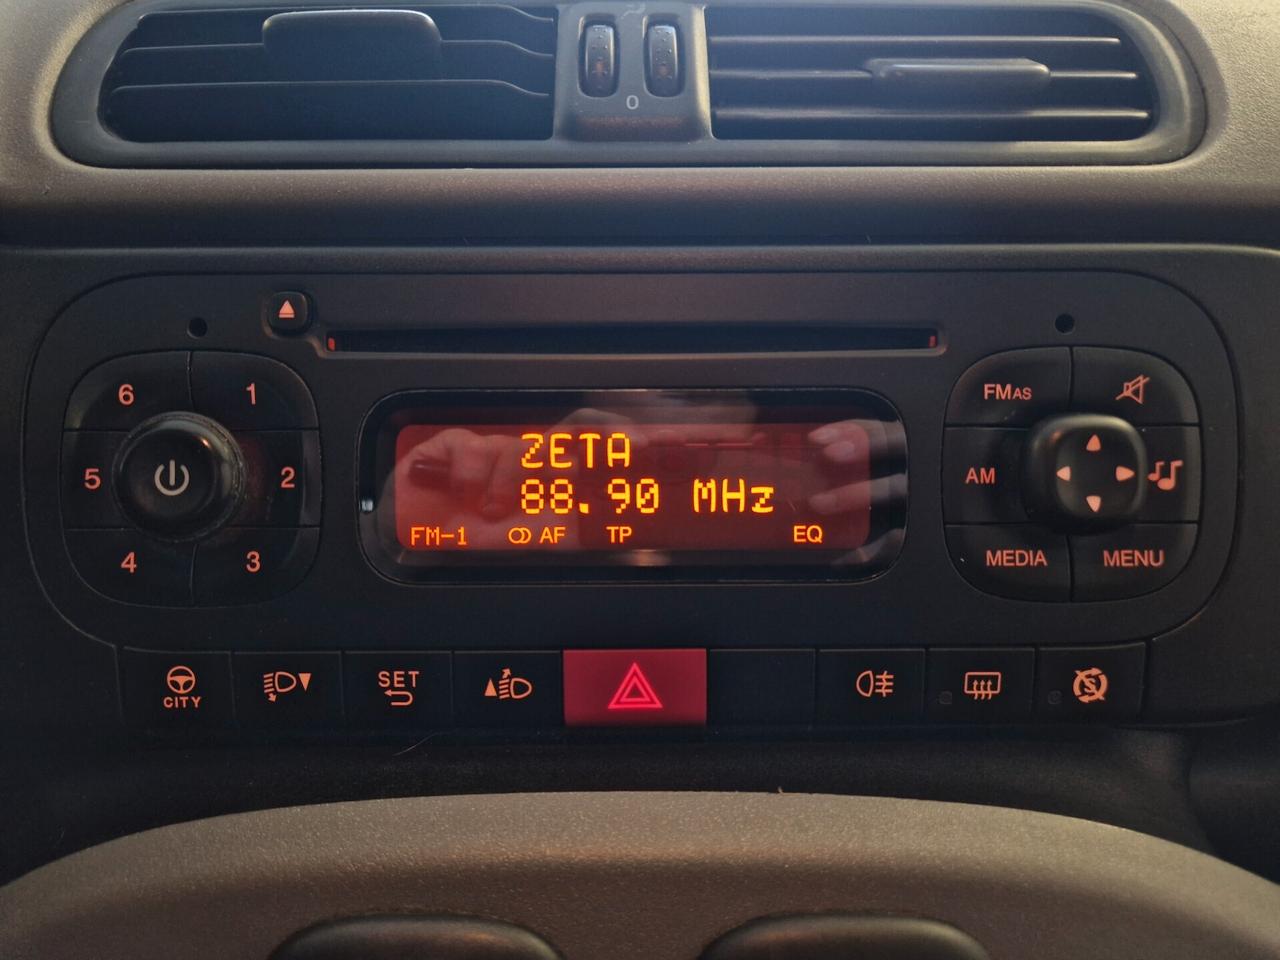 0
6
1
5
2
4
3
ZETA
88.90 MHz
FM-1 AF TP EQ
FMAS
AM
MEDIA
MENU
CITY
SET
S